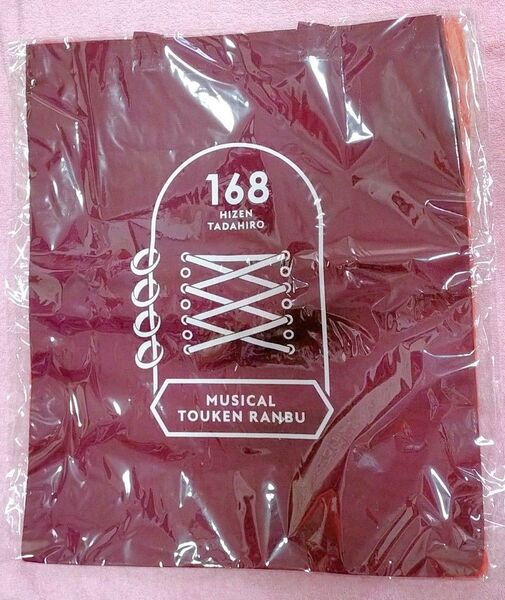 168
HIZEN
TADAHIRO
MUSICAL
TOUKEN RANBU